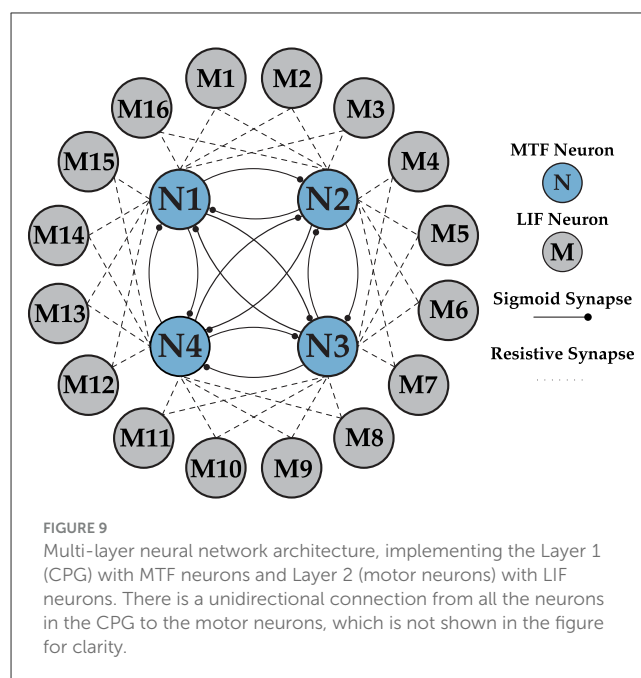 M1
M2
M16
M3
M15
M4
MTF Neuron
N
N1
N2
M14
M5
LIF Neuron
M
M13
M6
Sigmoid Synapse
N4
N3
Resistive Synapse
M12
M7
M11
M8
M10
M9
FIGURE 9
Multi-layer neural network architecture, implementing the Layer 1
(CPG) with MTF neurons and Layer 2 (motor neurons) with LIF
neurons. There is a unidirectional connection from all the neurons
in the CPG to the motor neurons, which is not shown in the figure
for clarity.